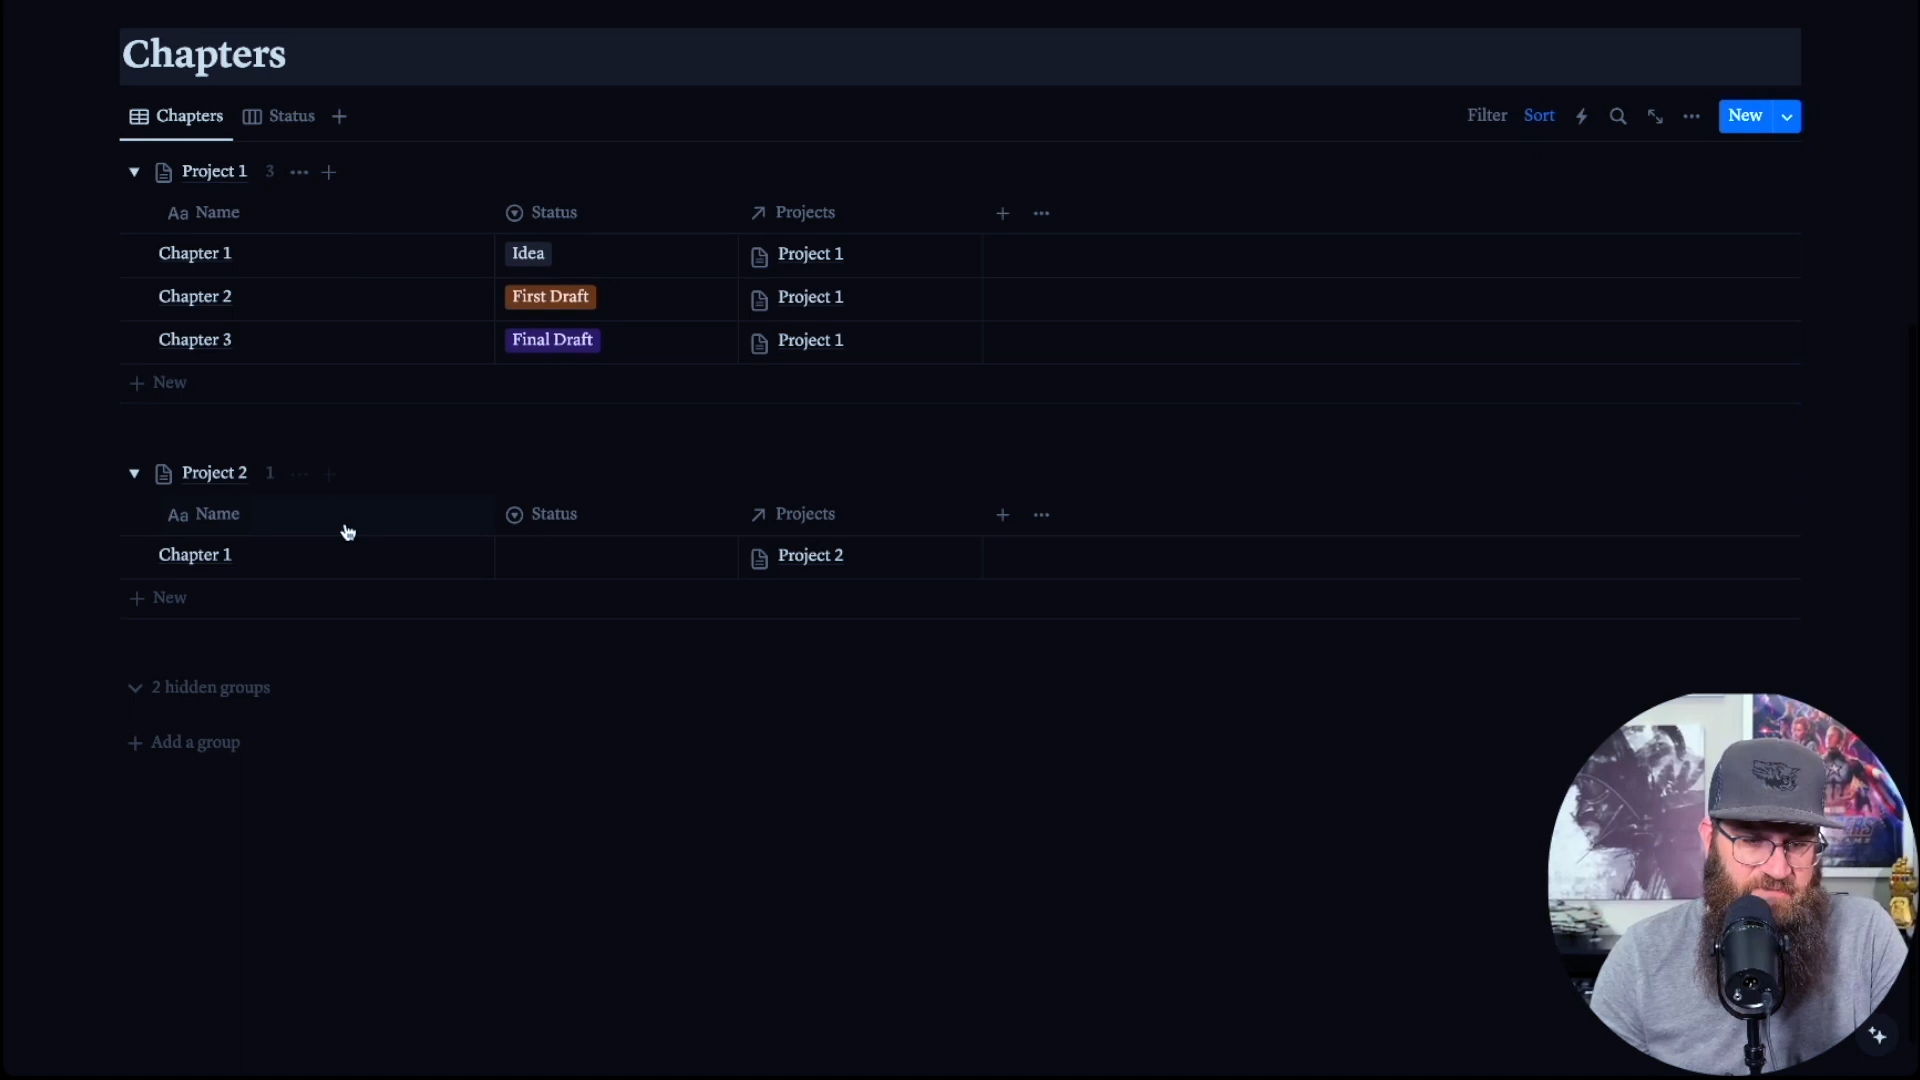 Chapters
Chapters Status Filter Sort New
Project 1 3
Aa Name Status Projects
Chapter 1 Idea Project 1
Chapter 2 First Draft Project 1
Chapter 3 Final Draft Project 1
New
Project 2 1
Aa Name Status Projects
Chapter 1 Project 2
New
2 hidden groups
Add a group